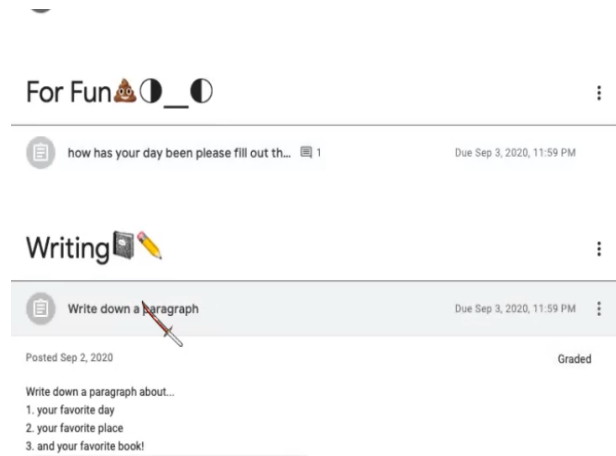 For Fun💩◑__◐
how has your day been please fill out th... 1
Due Sep 3, 2020, 11:59 PM
Writing📓✏️
Write down a paragraph
Due Sep 3, 2020, 11:59 PM
Posted Sep 2, 2020
Graded
Write down a paragraph about...
1. your favorite day
2. your favorite place
3. and your favorite book!